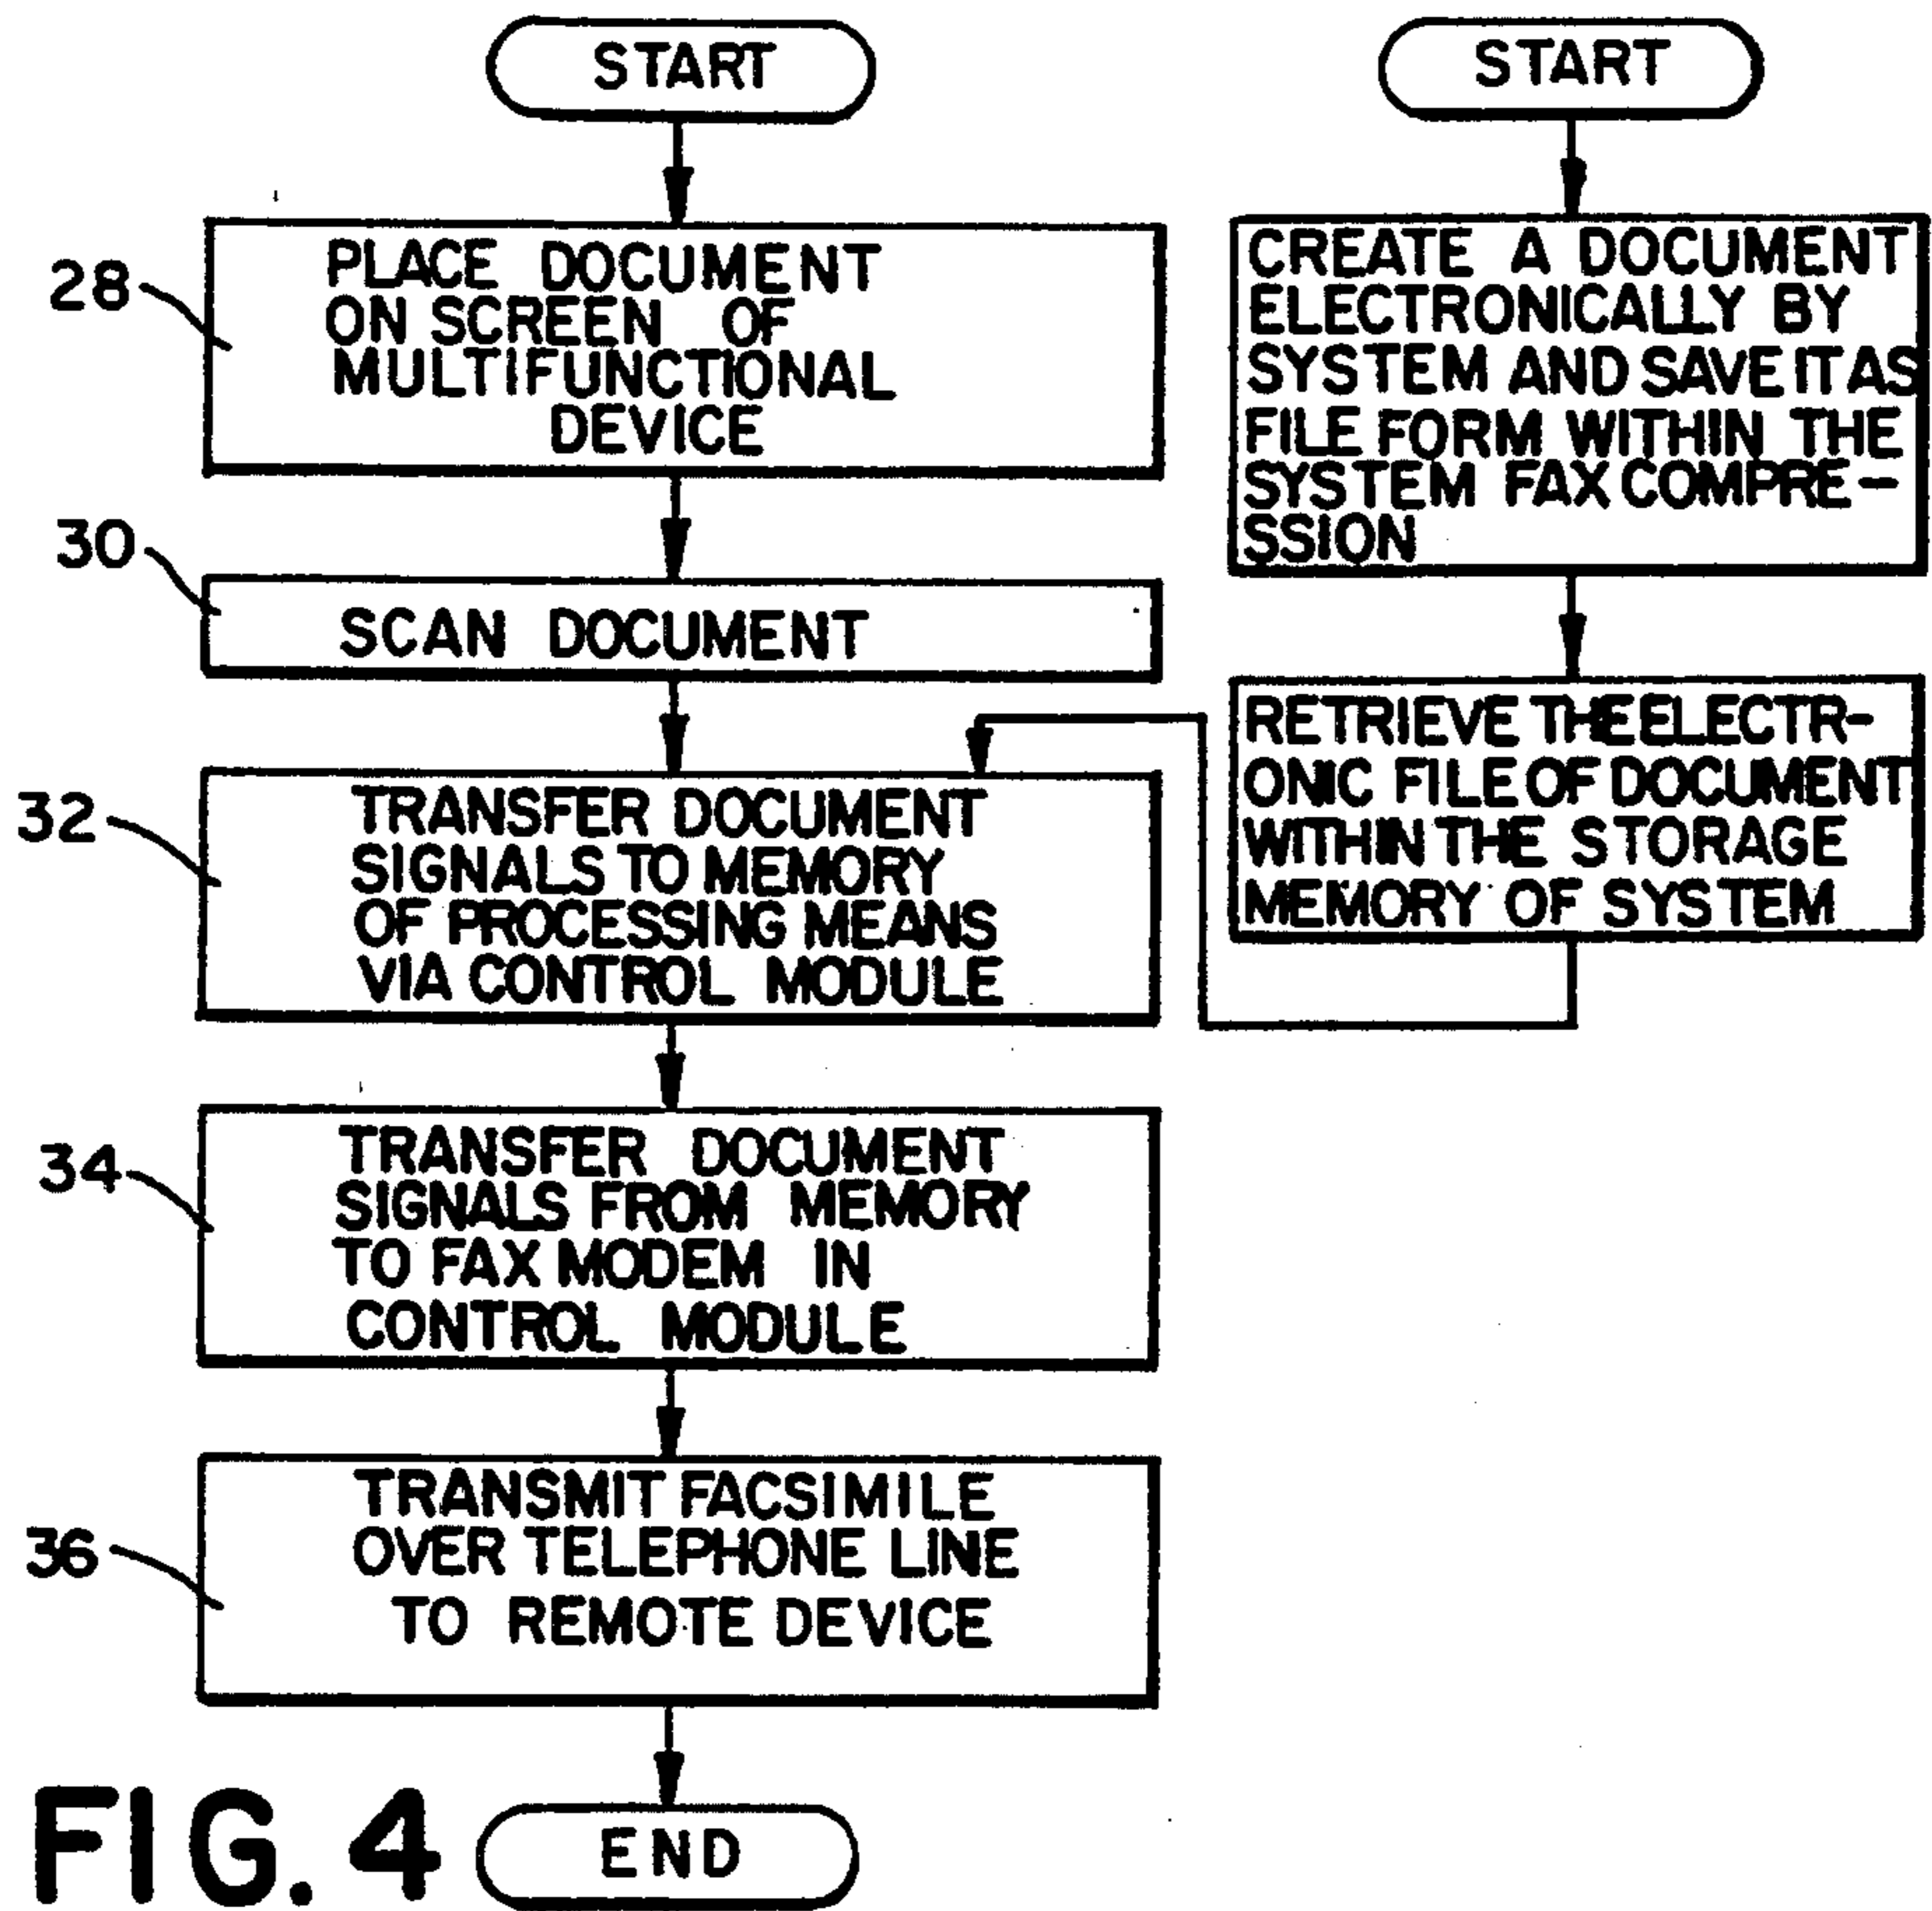 START
28
PLACE DOCUMENT
ON SCREEN OF
MULTIFUNCTIONAL
DEVICE
30
SCAN DOCUMENT
32
TRANSFER DOCUMENT
SIGNALS TO MEMORY
OF PROCESSING MEANS
VIA CONTROL MODULE
34
TRANSFER DOCUMENT
SIGNALS FROM MEMORY
TO FAX MODEM IN
CONTROL MODULE
36
TRANSMIT FACSIMILE
OVER TELEPHONE LINE
TO REMOTE DEVICE
END
START
CREATE A DOCUMENT
ELECTRONICALLY BY
SYSTEM AND SAVE IT AS
FILE FORM WITHIN THE
SYSTEM FAX COMPRE-
SSION
RETRIEVE THE ELECTR-
ONIC FILE OF DOCUMENT
WITHIN THE STORAGE
MEMORY OF SYSTEM
FIG. 4